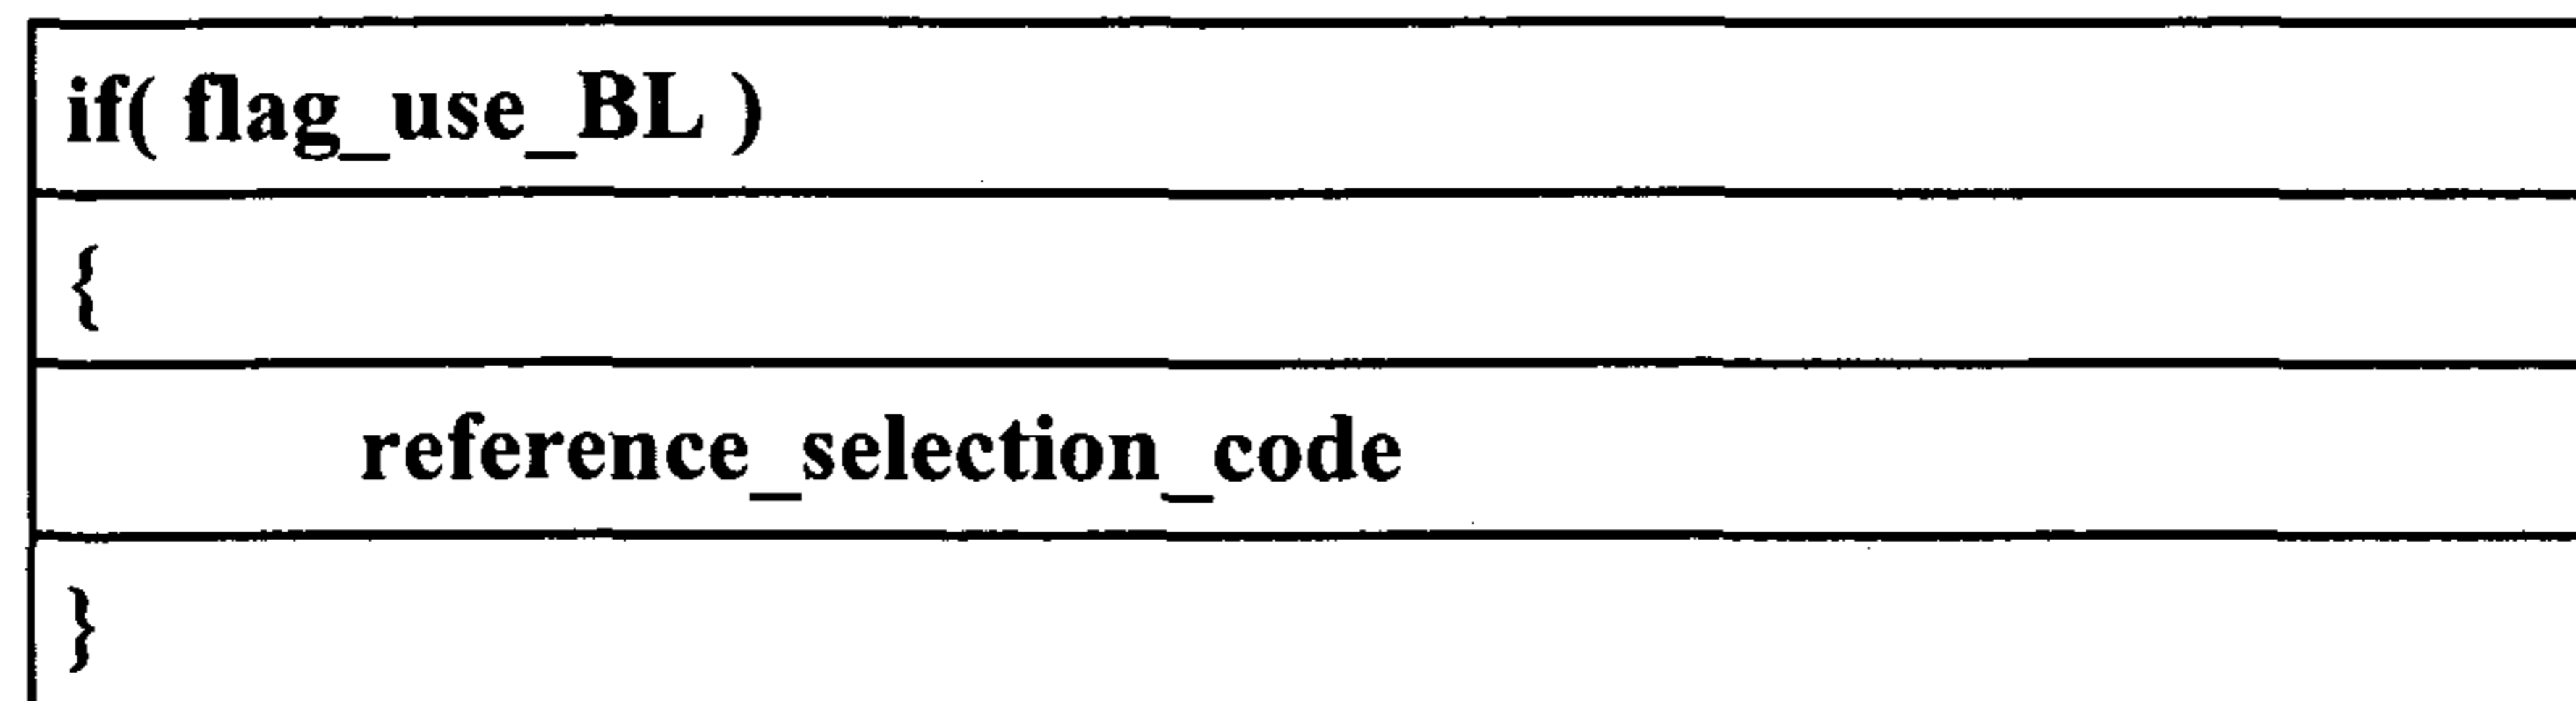 if( flag_use_BL )
{
reference_selection_code
}